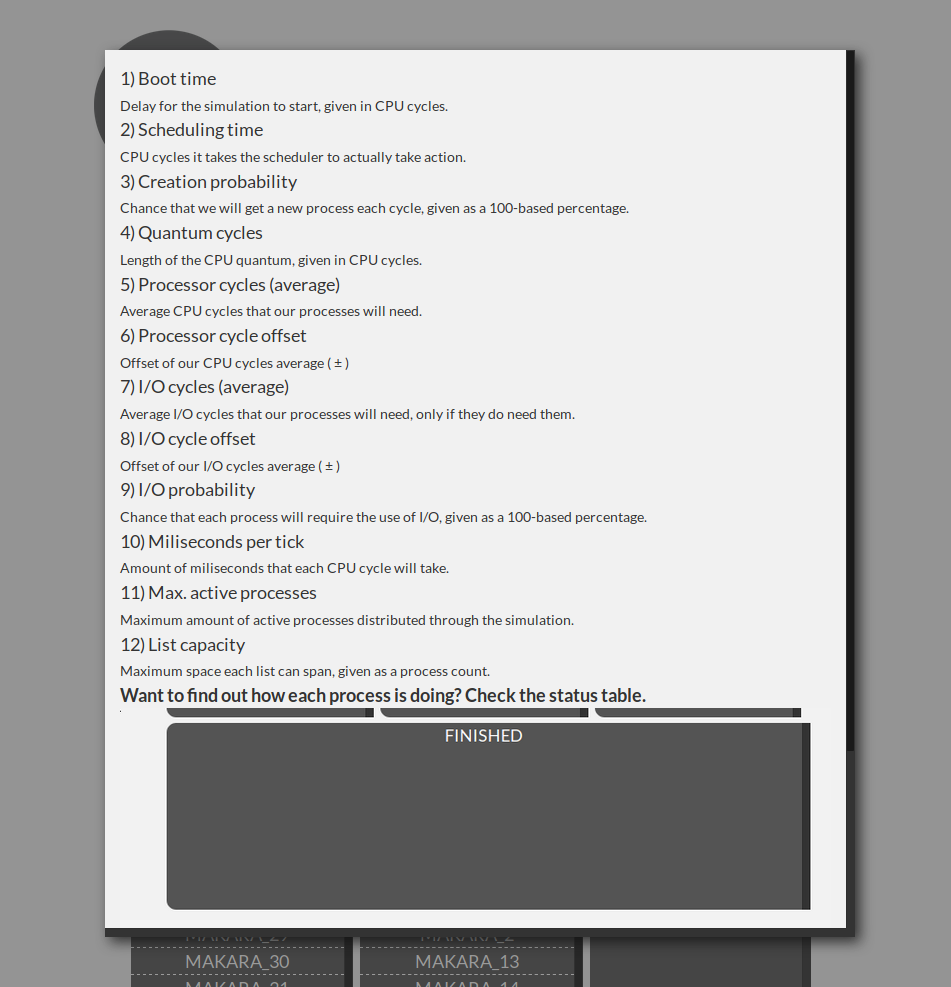 1) Boot time
Delay for the simulation to start, given in CPU cycles.
2) Scheduling time
CPU cycles it takes the scheduler to actually take action.
3) Creation probability
Chance that we will get a new process each cycle, given as a 100-based percentage.
4) Quantum cycles
Length of the CPU quantum, given in CPU cycles.
5) Processor cycles (average)
Average CPU cycles that our processes will need.
6) Processor cycle offset
Offset of our CPU cycles average ( ± )
7) I/O cycles (average)
Average I/O cycles that our processes will need, only if they do need them.
8) I/O cycle offset
Offset of our I/O cycles average ( ± )
9) I/O probability
Chance that each process will require the use of I/O, given as a 100-based percentage.
10) Miliseconds per tick
Amount of miliseconds that each CPU cycle will take.
11) Max. active processes
Maximum amount of active processes distributed through the simulation.
12) List capacity
Maximum space each list can span, given as a process count.
Want to find out how each process is doing? Check the status table.
FINISHED
MAKARA_30 MAKARA_13